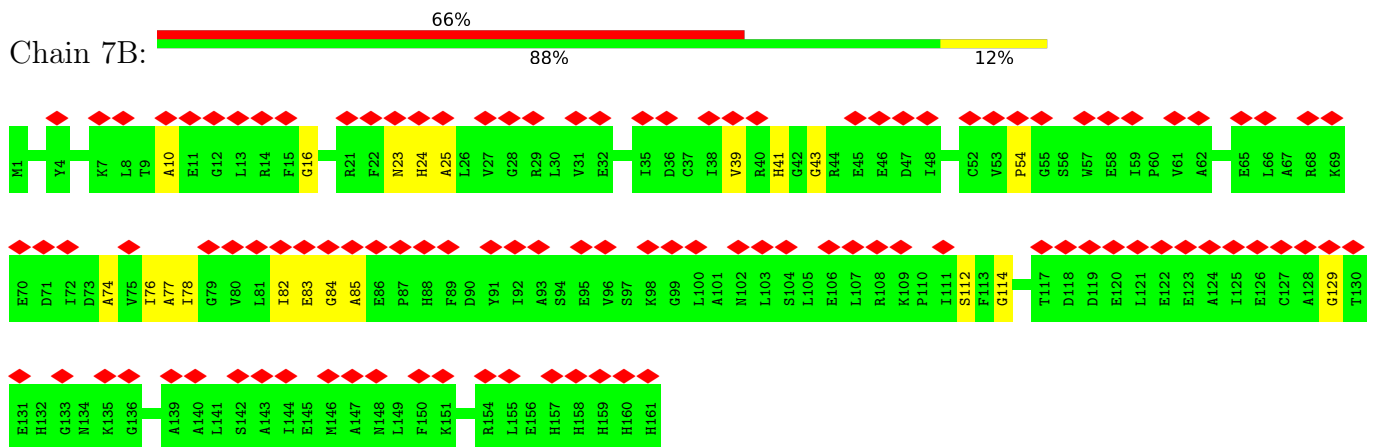 66%
Chain 7B:
88% 12%
M1 Y4 K7 L8 T9 A10 E11 G12 L13 R14 F15 G16 R21 F22 N23 H24 A25 L26 V27 G28 R29 L30 V31 E32 I35 D36 C37 I38 V39 R40 H41 G42 G43 R44 E45 E46 D47 I48 C52 V53 P54 G55 S56 W57 E58 I59 P60 V61 A62 E65 L66 A67 R68 K69
E70 D71 I72 D73 A74 V75 I76 A77 I78 G79 V80 L81 I82 E83 G84 A85 E86 P87 H88 F89 D90 Y91 I92 A93 S94 E95 V96 S97 K98 G99 L100 A101 N102 L103 S104 L105 E106 L107 R108 K109 P110 I111 S112 F113 G114 T117 D118 D119 E120 L121 E122 E123 A124 I125 E126 C127 A128 G129 T130
E131 H132 G133 N134 K135 G136 A139 A140 L141 S142 A143 I144 E145 M146 A147 N148 L149 F150 K151 R154 L155 E156 H157 H158 H159 H160 H161